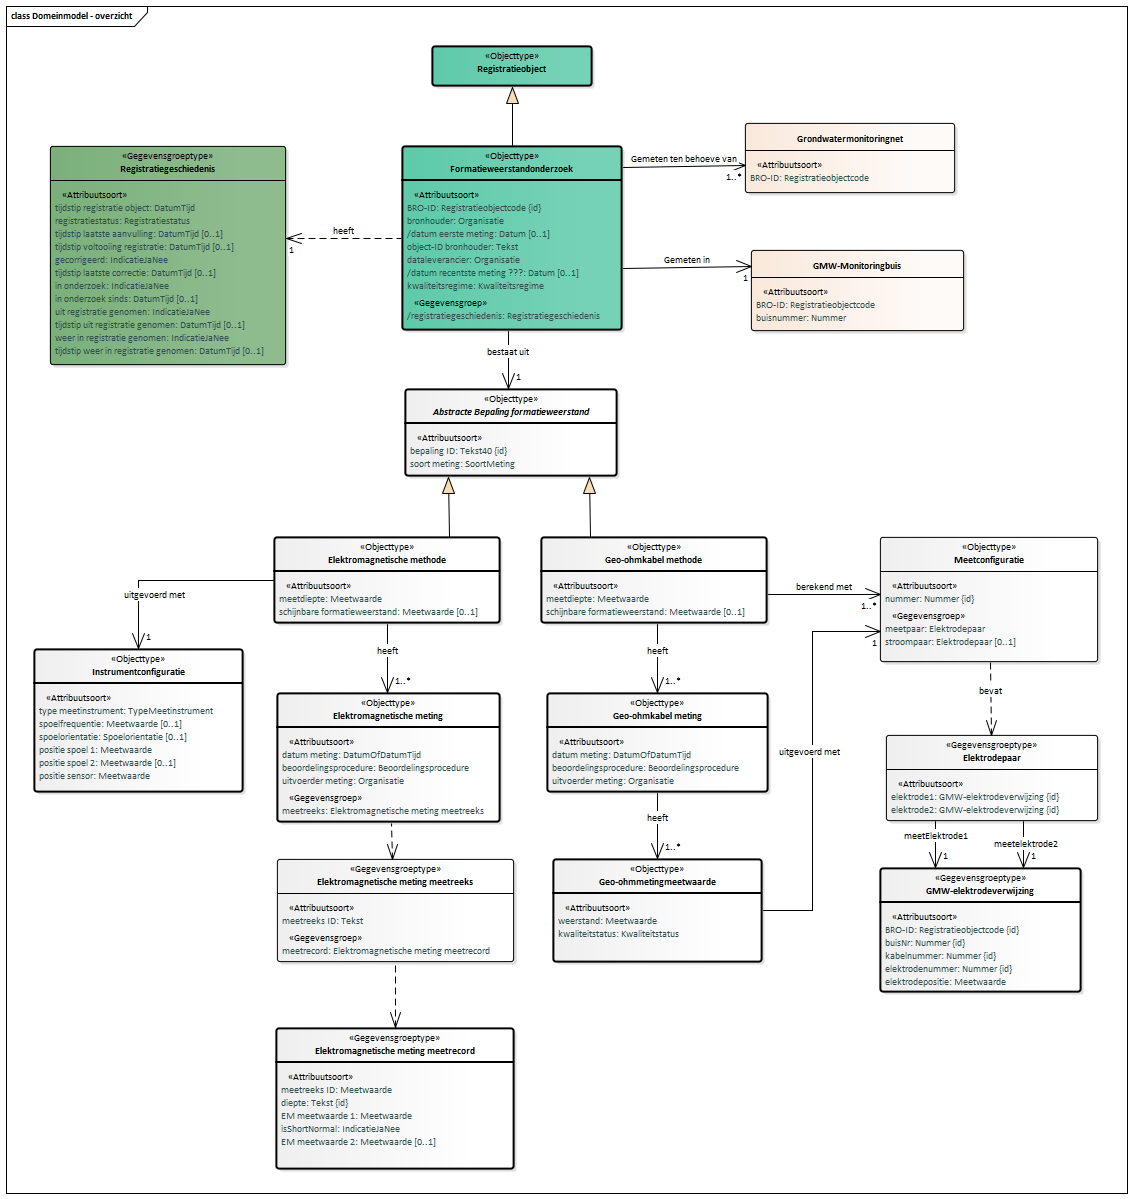 class Domeinmodel - overzicht
«Objecttype»
Registratieobject
«Gegevensgroeptype»
Registratiegeschiedenis
«Attribuutsoort»
tijdstip registratie object: DatumTijd
registratiestatus: Registratiestatus
tijdstip laatste aanvulling: DatumTijd [0..1]
tijdstip voltooiing registratie: DatumTijd [0..1]
gecorrigeerd: IndicatieJaNee
tijdstip laatste correctie: DatumTijd [0..1]
in onderzoek: IndicatieJaNee
in onderzoek sinds: DatumTijd [0..1]
uit registratie genomen: IndicatieJaNee
tijdstip uit registratie genomen: DatumTijd [0..1]
weer in registratie genomen: IndicatieJaNee
tijdstip weer in registratie genomen: DatumTijd [0..1]
heeft
1
«Objecttype»
Formatieweerstandonderzoek
«Attribuutsoort»
BRO-ID: Registratieobjectcode {id}
bronhouder: Organisatie
/datum eerste meting: Datum [0..1]
object-ID bronhouder: Tekst
dataleverancier: Organisatie
/datum recentste meting ???: Datum [0..1]
kwaliteitsregime: Kwaliteitsregime
«Gegevensgroep»
/registratiegeschiedenis: Registratiegeschiedenis
Gemeten ten behoeve van
1..*
Grondwatermonitoringnet
«Attribuutsoort»
BRO-ID: Registratieobjectcode
Gemeten in
1
GMW-Monitoringbuis
«Attribuutsoort»
BRO-ID: Registratieobjectcode
buisnummer: Nummer
bestaat uit
1
«Objecttype»
Abstracte Bepaling formatieweerstand
«Attribuutsoort»
bepaling ID: Tekst40 {id}
soort meting: SoortMeting
«Objecttype»
Elektromagnetische methode
«Attribuutsoort»
meetdiepte: Meetwaarde
schijnbare formatieweerstand: Meetwaarde [0..1]
«Objecttype»
Geo-ohmkabel methode
«Attribuutsoort»
meetdiepte: Meetwaarde
schijnbare formatieweerstand: Meetwaarde [0..1]
berekend met
1..*
«Objecttype»
Meetconfiguratie
«Attribuutsoort»
nummer: Nummer {id}
«Gegevensgroep»
meetpaar: Elektrodepaar
stroompaar: Elektrodepaar [0..1]
1
uitgevoerd met
1
«Objecttype»
Instrumentconfiguratie
«Attribuutsoort»
type meetinstrument: TypeMeetinstrument
spoelfrequentie: Meetwaarde [0..1]
spoelorientatie: Spoelorientatie [0..1]
positie spoel 1: Meetwaarde
positie spoel 2: Meetwaarde [0..1]
positie sensor: Meetwaarde
heeft
1..*
«Objecttype»
Elektromagnetische meting
«Attribuutsoort»
datum meting: DatumOfDatumTijd
beoordelingsprocedure: Beoordelingsprocedure
uitvoerder meting: Organisatie
«Gegevensgroep»
meetreeks: Elektromagnetische meting meetreeks
heeft
1..*
«Objecttype»
Geo-ohmkabel meting
«Attribuutsoort»
datum meting: DatumOfDatumTijd
beoordelingsprocedure: Beoordelingsprocedure
uitvoerder meting: Organisatie
uitgevoerd met
bevat
«Gegevensgroeptype»
Elektrodepaar
«Attribuutsoort»
elektrode1: GMW-elektrodeverwijzing {id}
elektrode2: GMW-elektrodeverwijzing {id}
meetElektrode1
1
meetelektrode2
1
heeft
1..*
«Gegevensgroeptype»
Elektromagnetische meting meetreeks
«Attribuutsoort»
meetreeks ID: Tekst
«Gegevensgroep»
meetrecord: Elektromagnetische meting meetrecord
«Objecttype»
Geo-ohmmetingmeetwaarde
«Attribuutsoort»
weerstand: Meetwaarde
kwaliteitstatus: Kwaliteitstatus
«Gegevensgroeptype»
GMW-elektrodeverwijzing
«Attribuutsoort»
BRO-ID: Registratieobjectcode {id}
buisNr: Nummer {id}
kabelnummer: Nummer {id}
elektrodenummer: Nummer {id}
elektrodepositie: Meetwaarde
«Gegevensgroeptype»
Elektromagnetische meting meetrecord
«Attribuutsoort»
meetreeks ID: Meetwaarde
diepte: Tekst {id}
EM meetwaarde 1: Meetwaarde
isShortNormal: IndicatieJaNee
EM meetwaarde 2: Meetwaarde [0..1]